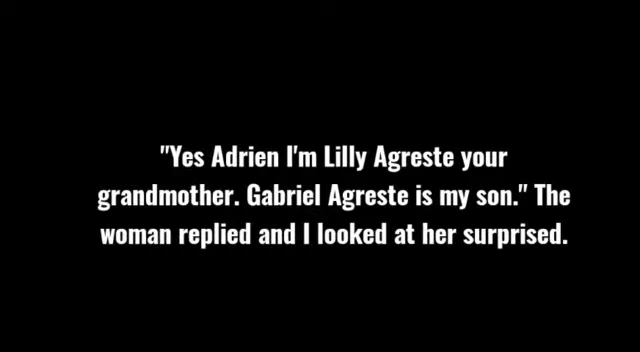 "Yes Adrien I'm Lilly Agreste your
grandmother. Gabriel Agreste is my son." The
woman replied and I looked at her surprised.